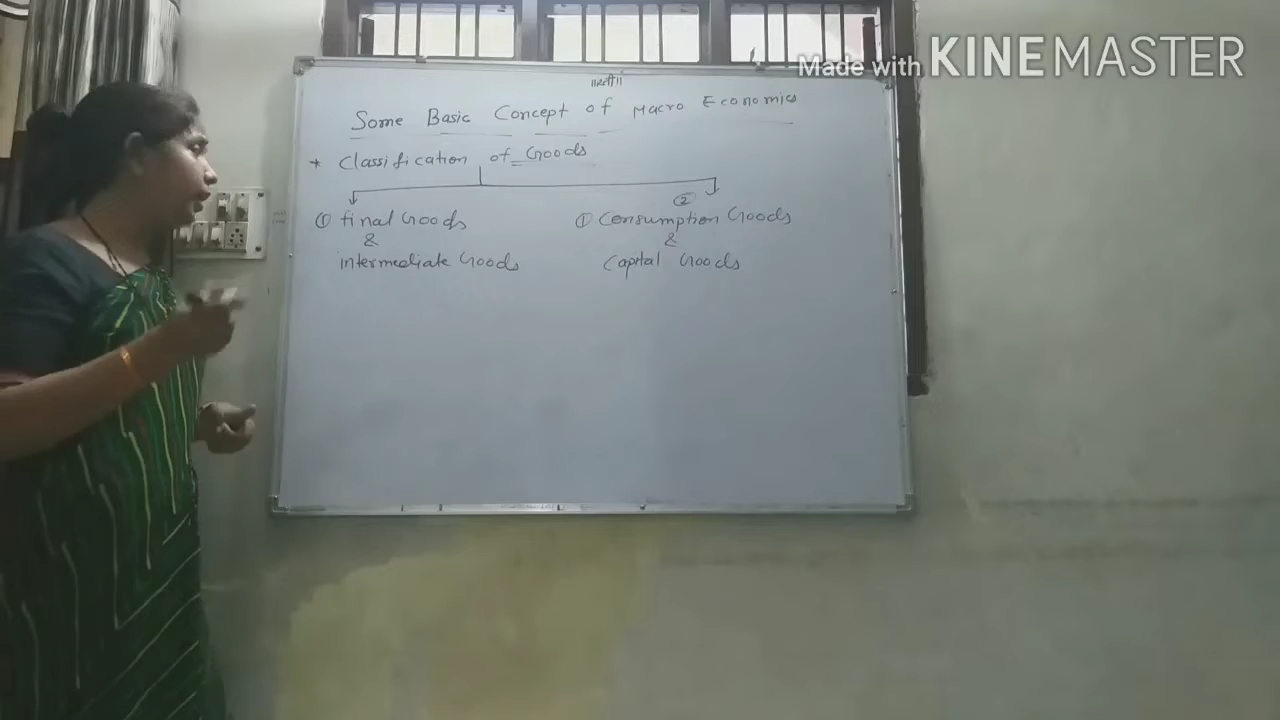 Made with KINEMASTER
Some Basic Concept of Macro Economics
* Classification of Goods
① final Goods
&
intermediate Goods
②
① Consumption Goods
&
Capital Goods